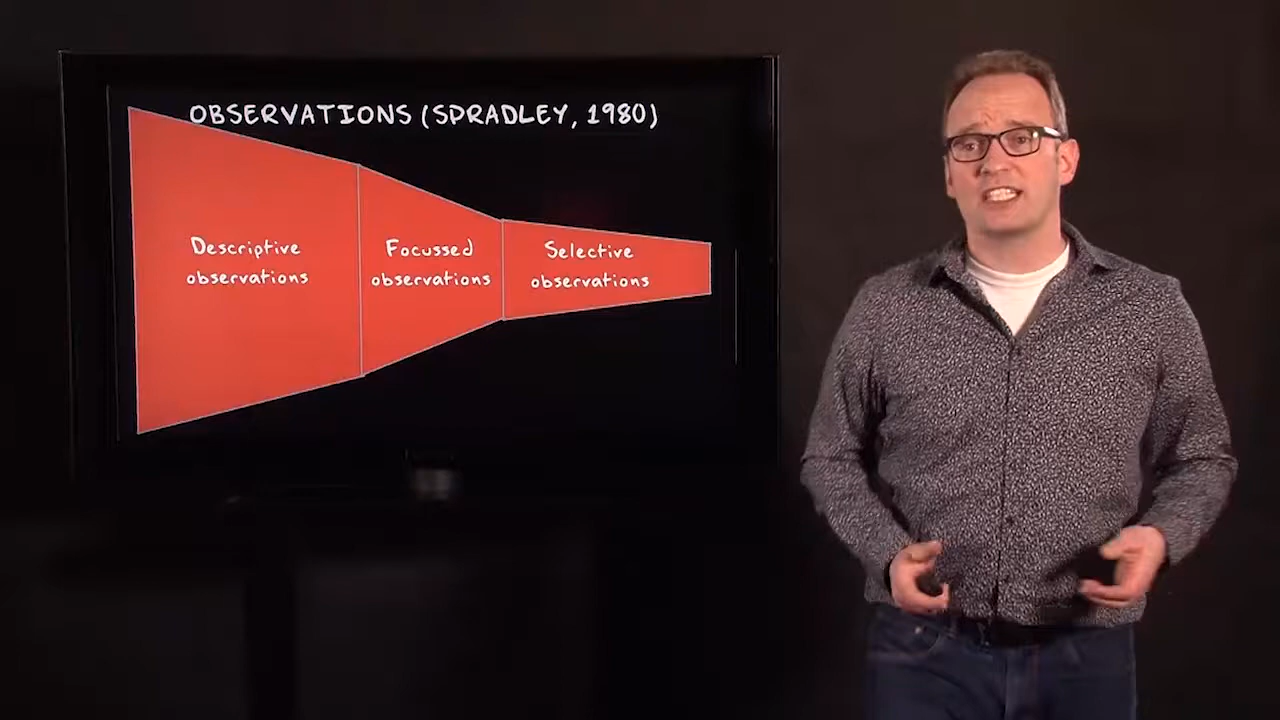 OBSERVATIONS (SPRADLEY, 1980)
Descriptive
observations
Focussed
observations
Selective
observations